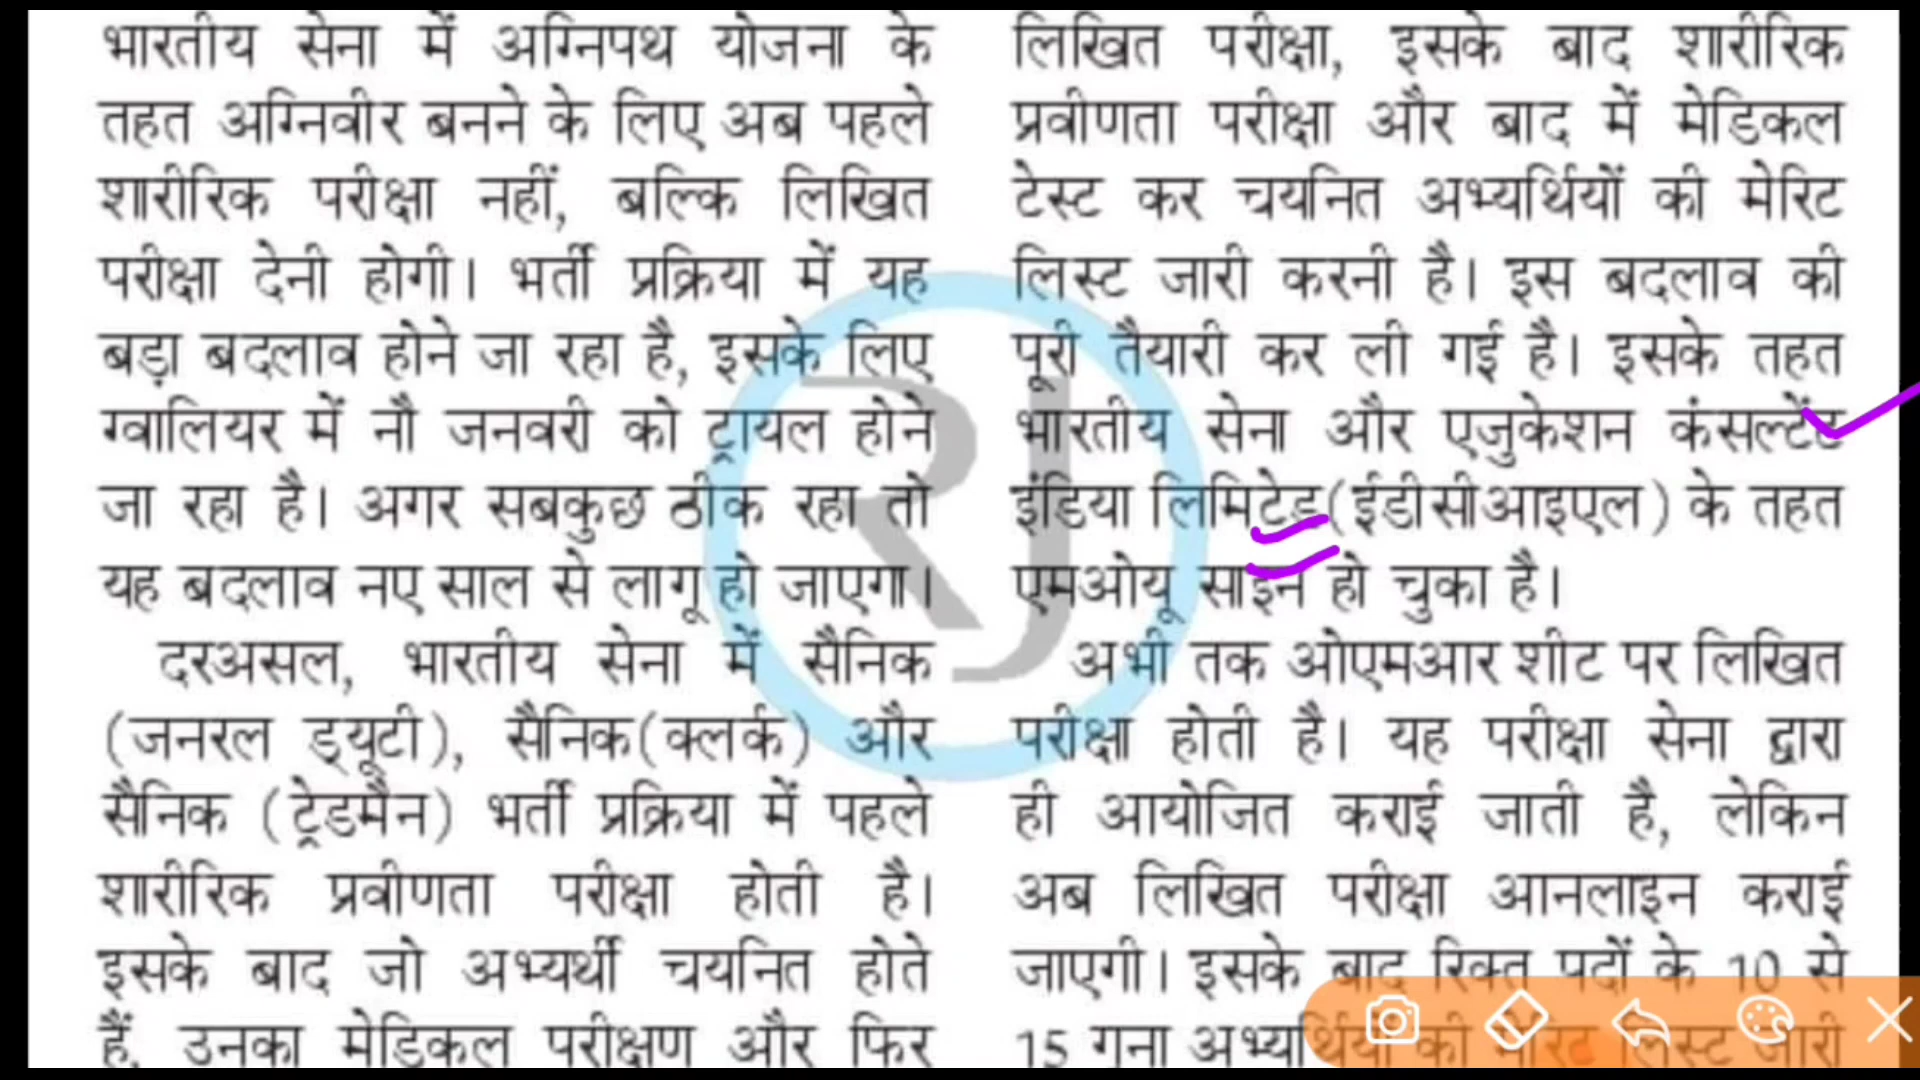 भारतीय सेना में अग्निपथ योजना के
तहत अग्निवीर बनने के लिए अब पहले
शारीरिक परीक्षा नहीं, बल्कि लिखित
परीक्षा देनी होगी। भर्ती प्रक्रिया में यह
बड़ा बदलाव होने जा रहा है, इसके लिए
ग्वालियर में नौ जनवरी को ट्रायल होने
जा रहा है। अगर सबकुछ ठीक रहा तो
यह बदलाव नए साल से लागू हो जाएगा।
दरअसल, भारतीय सेना में सैनिक
(जनरल ड्यूटी), सैनिक(क्लर्क) और
सैनिक (ट्रेडमैन) भर्ती प्रक्रिया में पहले
शारीरिक प्रवीणता परीक्षा होती है।
इसके बाद जो अभ्यर्थी चयनित होते
हैं, उनका मेडिकल परीक्षण और फिर
लिखित परीक्षा, इसके बाद शारीरिक
प्रवीणता परीक्षा और बाद में मेडिकल
टेस्ट कर चयनित अभ्यर्थियों की मेरिट
लिस्ट जारी करनी है। इस बदलाव की
पूरी तैयारी कर ली गई है। इसके तहत
भारतीय सेना और एजुकेशन कंसल्टेंट
इंडिया लिमिटेड(ईडीसीआइएल) के तहत
एमओयू साइन हो चुका है।
अभी तक ओएमआर शीट पर लिखित
परीक्षा होती है। यह परीक्षा सेना द्वारा
ही आयोजित कराई जाती है, लेकिन
अब लिखित परीक्षा आनलाइन कराई
जाएगी। इसके बाद रिक्त पदों के 10 से
15 गुना अभ्यर्थियों की मेरिट लिस्ट जारी
RJ